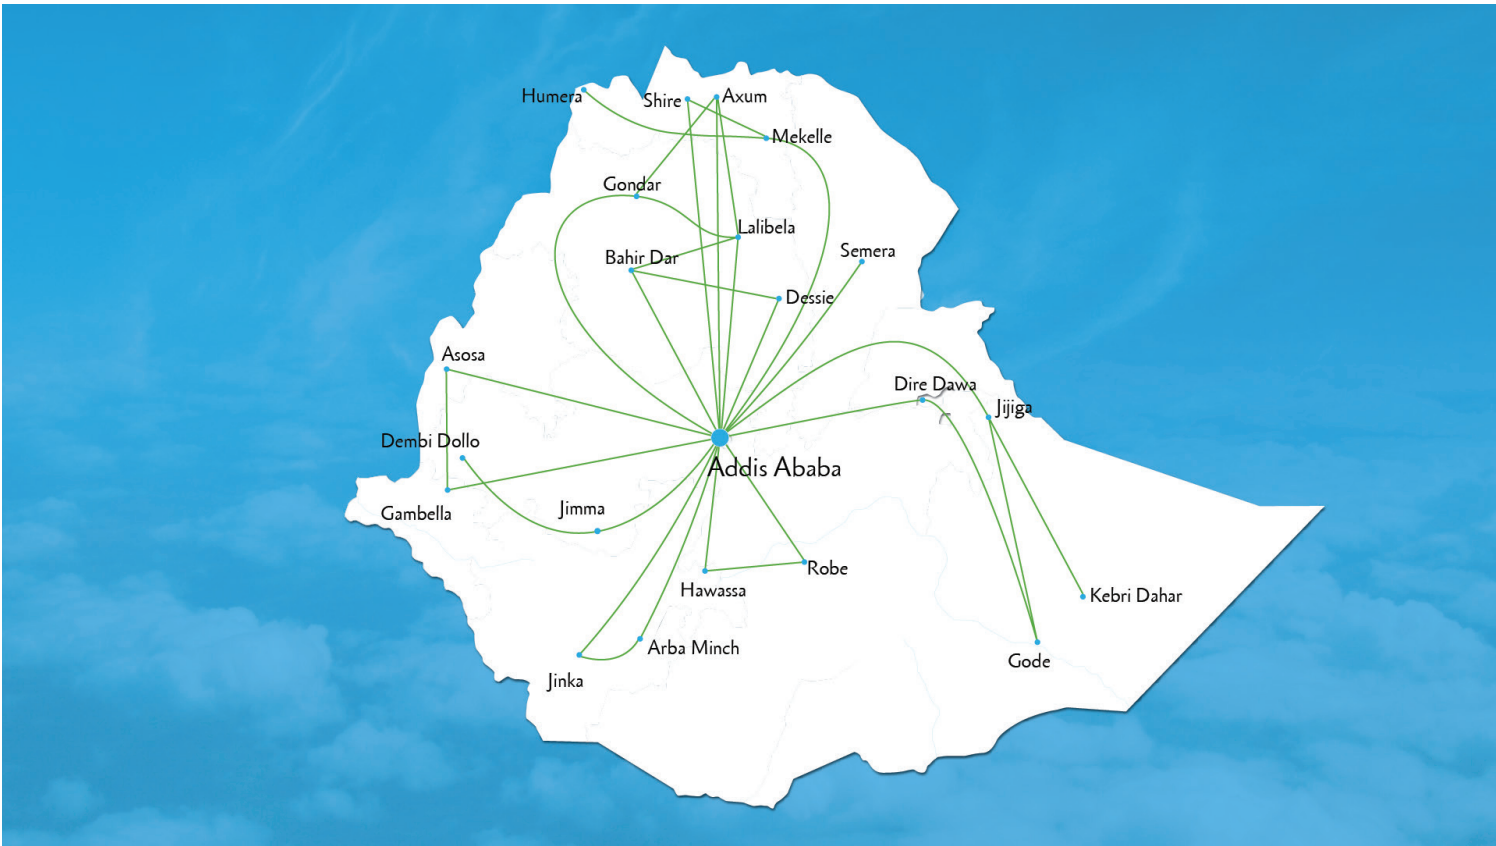 Humera
Shire
Axum
Mekelle
Gondar
Lalibela
Bahir Dar
Semera
Dessie
Asosa
Dire Dawa
Jijiga
Dembi Dollo
Addis Ababa
Gambella
Jimma
Robe
Hawassa
Kebri Dahar
Arba Minch
Gode
Jinka